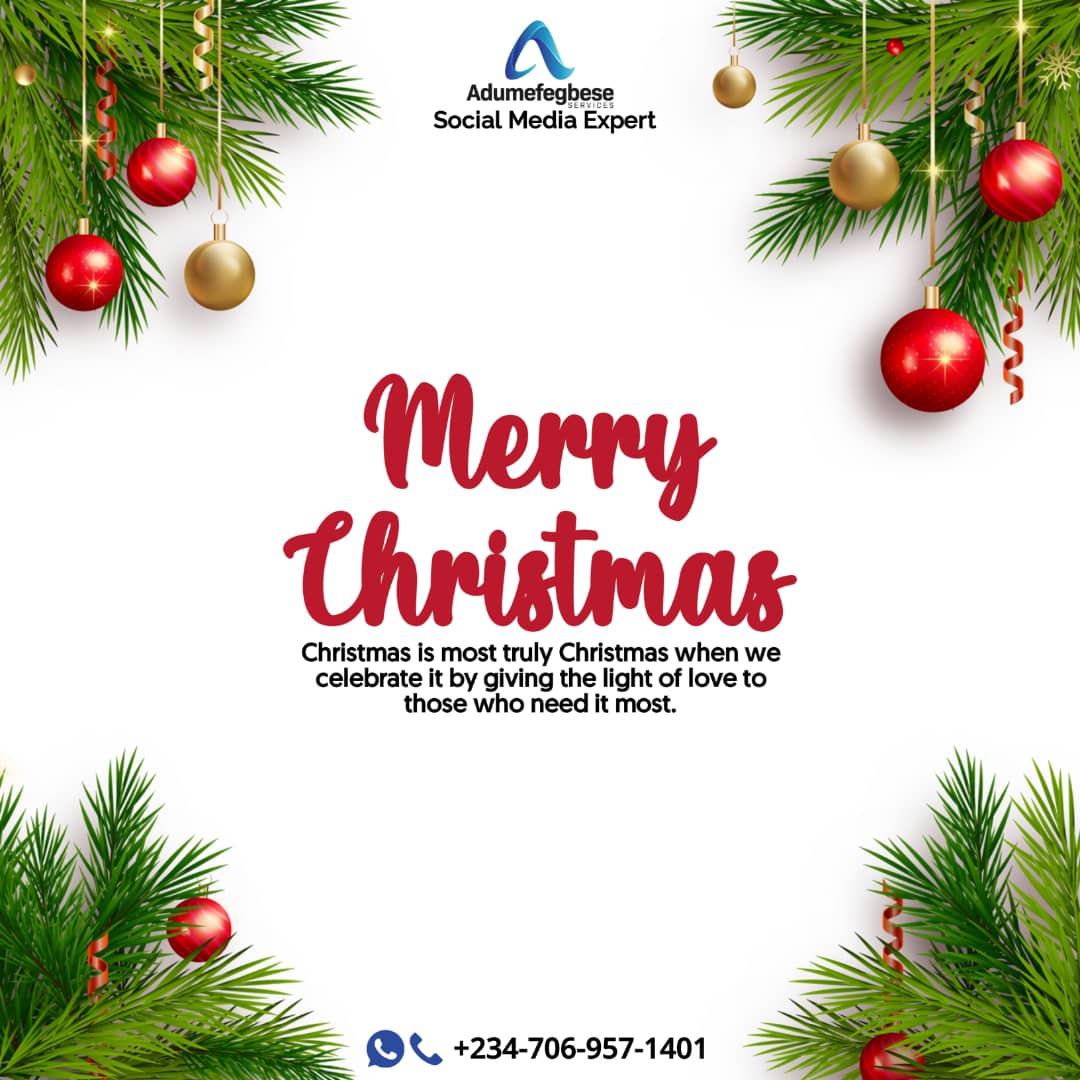 Adumefegbese
SERVICES
Social Media Expert
Merry
Christmas
Christmas is most truly Christmas when we
celebrate it by giving the light of love to
those who need it most.
+234-706-957-1401